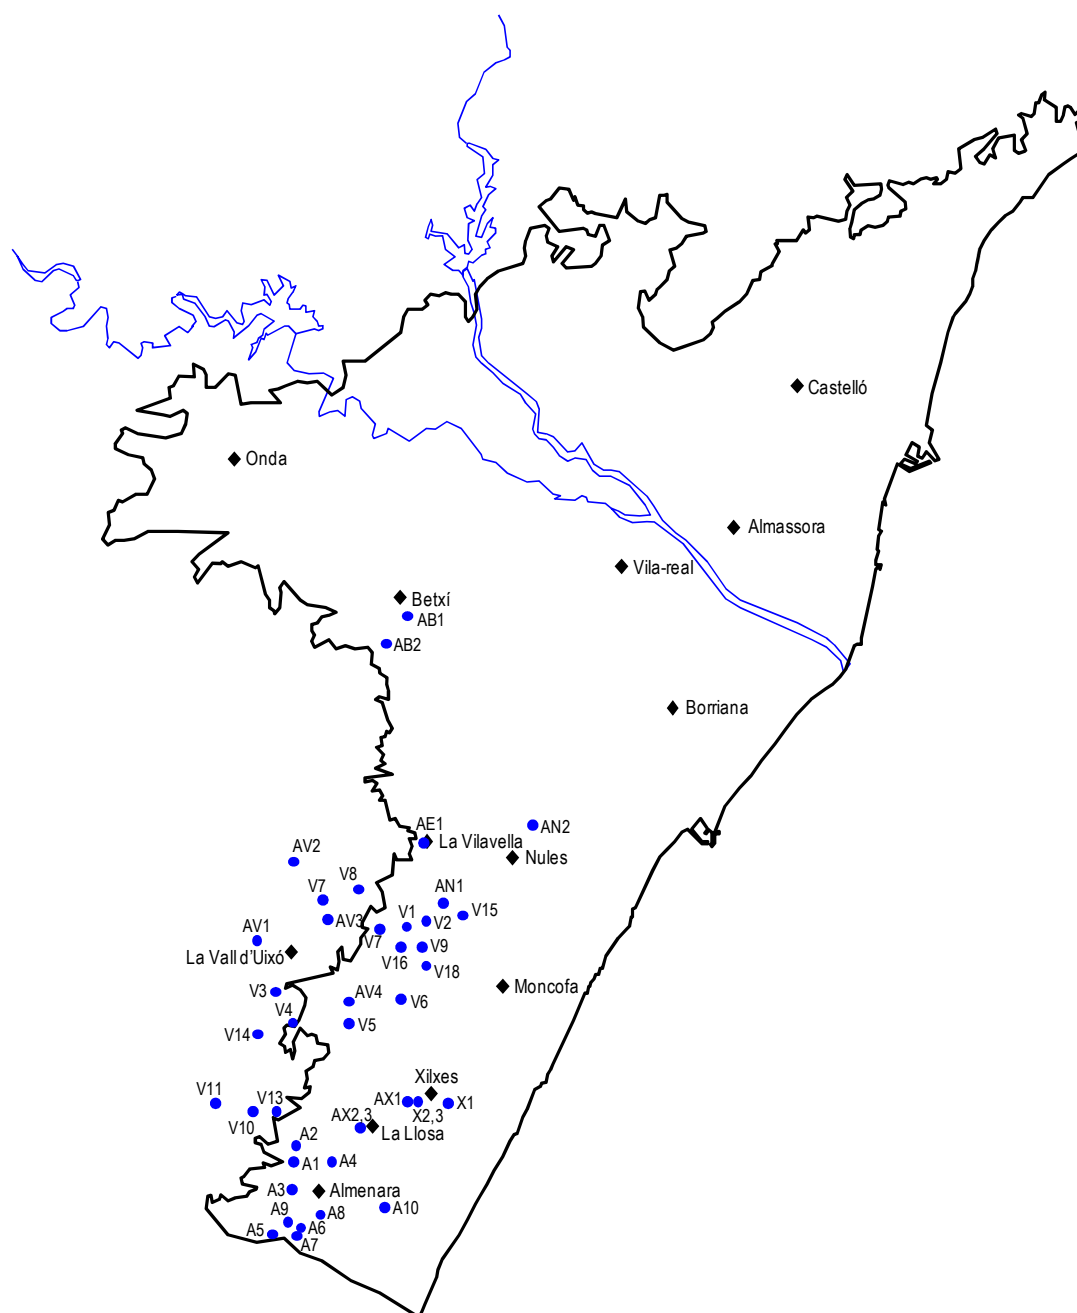 Castelló
Onda
Almassora
Vila-real
Betxí
AB1
AB2
Borriana
AE1
AN2
La Vilavella
AV2
Nules
V8
V7
AN1
V15
AV3
V1
V2
AV1
V7
La Vall d'Uixó
V16
V9
V18
Moncofa
V3
AV4
V6
V4
V5
V14
Xilxes
V11
V13
AX1
X2,3
X1
V10
AX2,3
La Llosa
A2
A1
A4
A3
Almenara
A10
A9
A8
A5
A6
A7